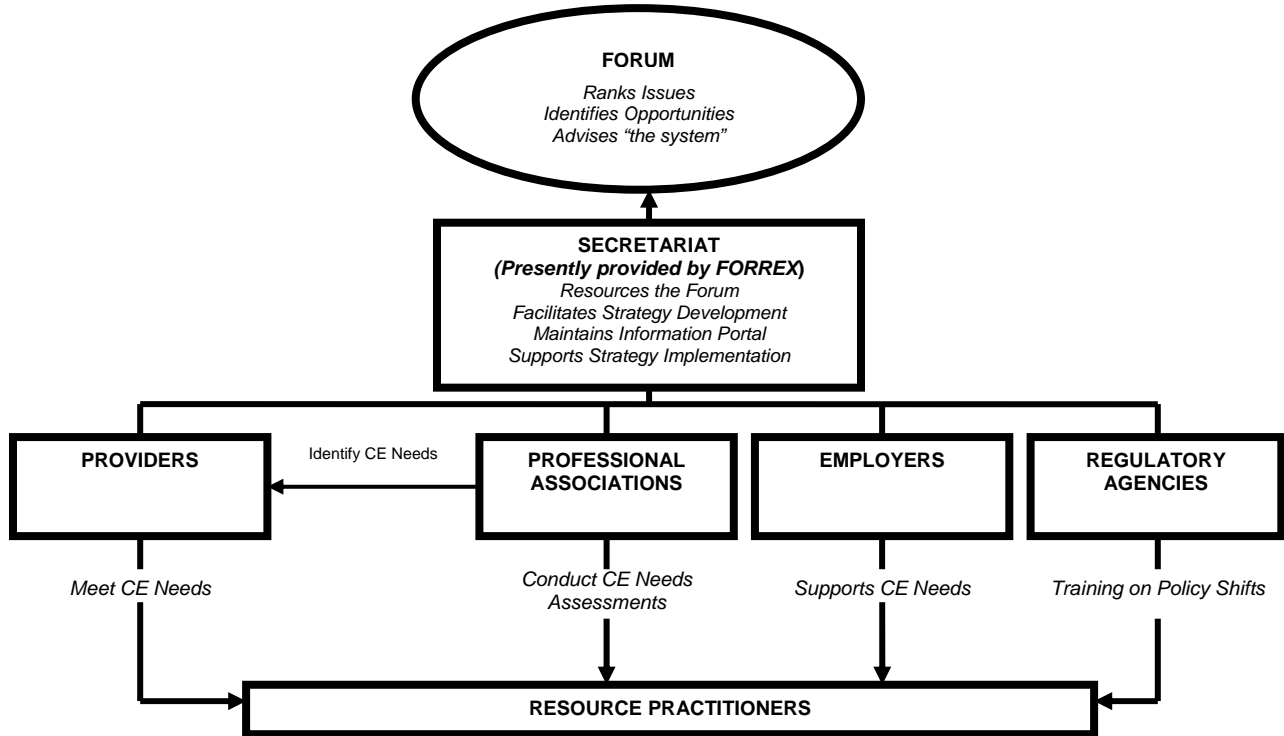 FORUM
Ranks Issues
Identifies Opportunities
Advises “the system”
SECRETARIAT
(Presently provided by FORREX)
Resources the Forum
Facilitates Strategy Development
Maintains Information Portal
Supports Strategy Implementation
PROVIDERS
Identify CE Needs
PROFESSIONAL
ASSOCIATIONS
EMPLOYERS
REGULATORY
AGENCIES
Meet CE Needs
Conduct CE Needs
Assessments
Supports CE Needs
Training on Policy Shifts
RESOURCE PRACTITIONERS